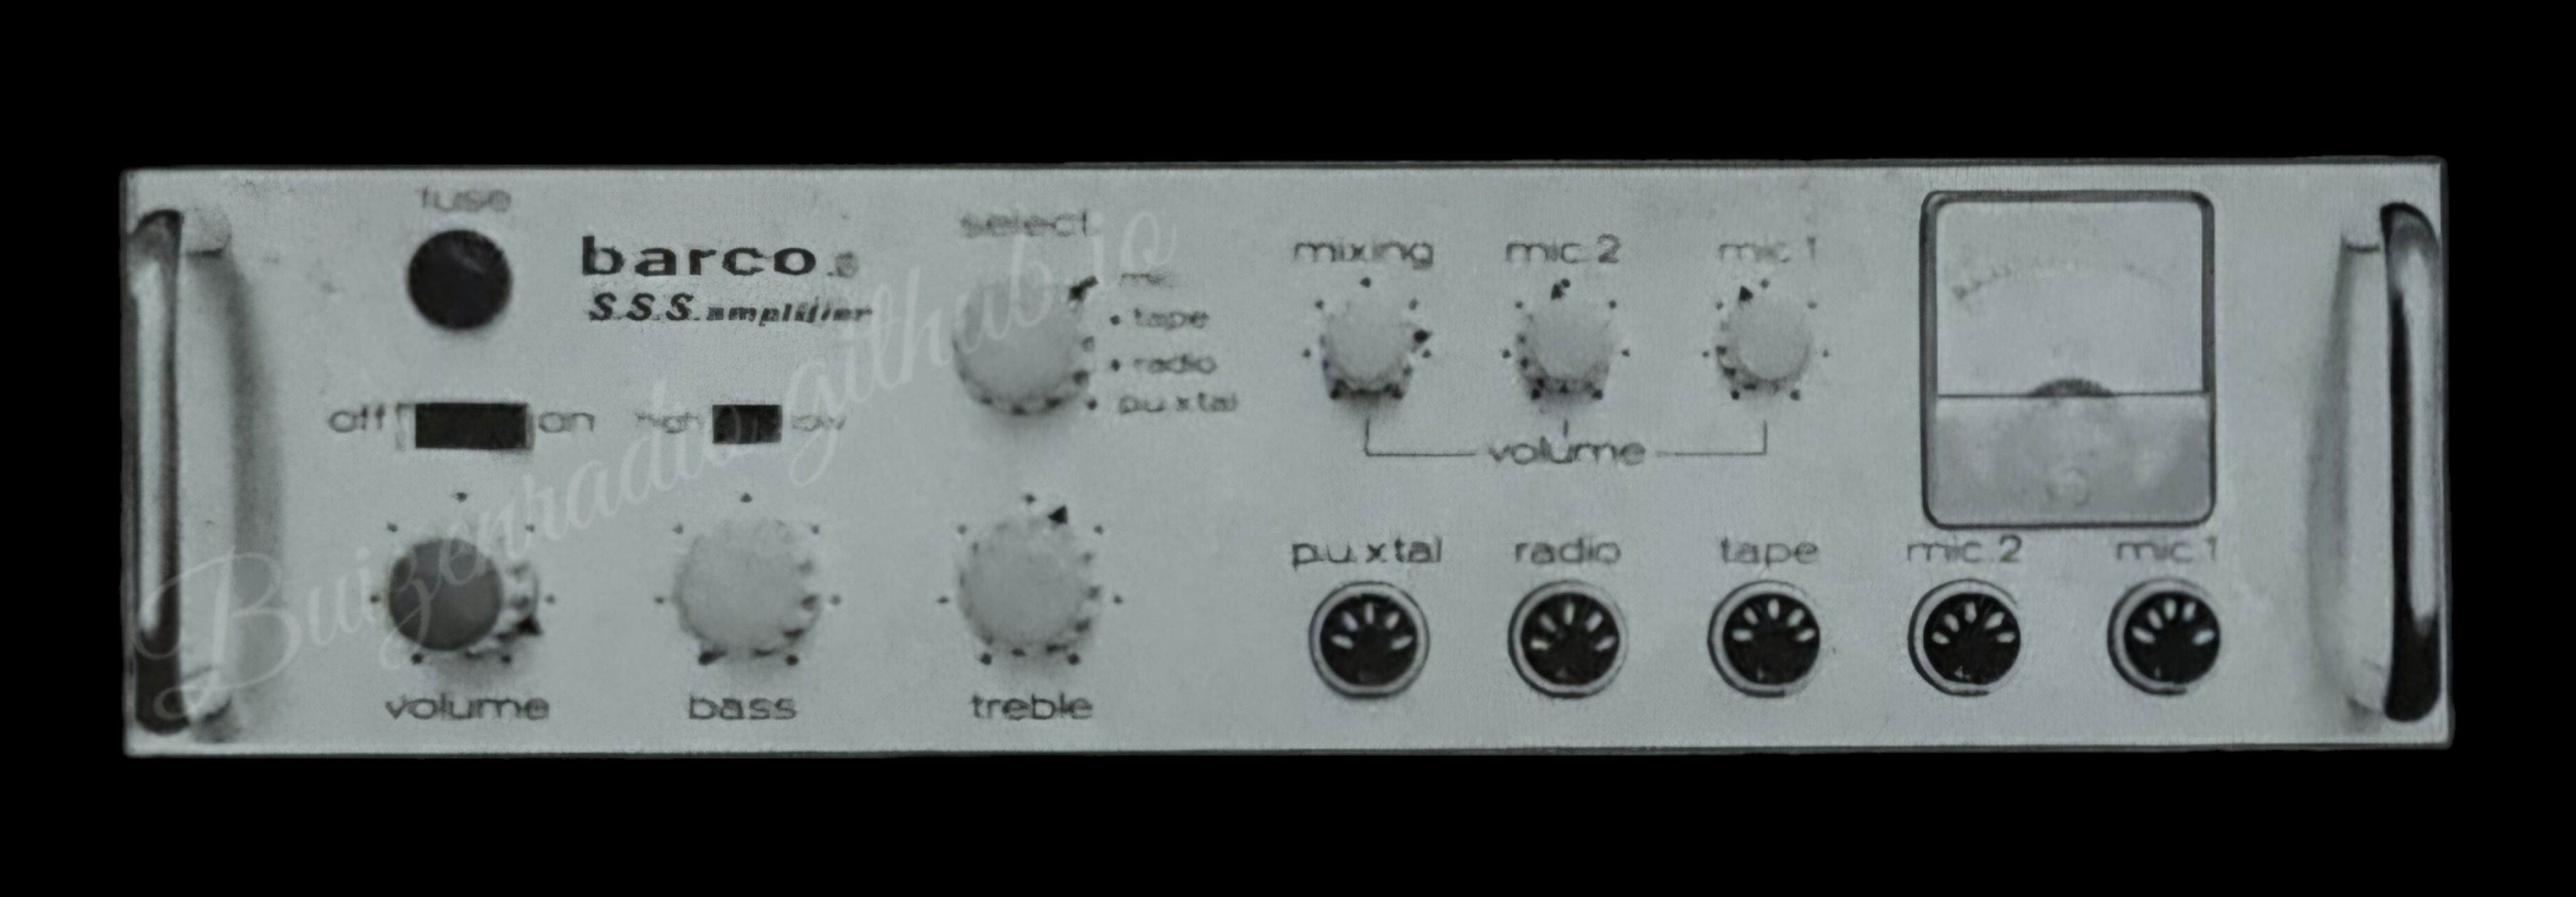 fuse
barco
S.S.S. amplifier
select
tape
radio
p.u. xtal
off
on
high
low
volume
bass
treble
mixing
mic. 2
mic. 1
volume
p.u. xtal
radio
tape
mic. 2
mic. 1
Buizenradio.github.io